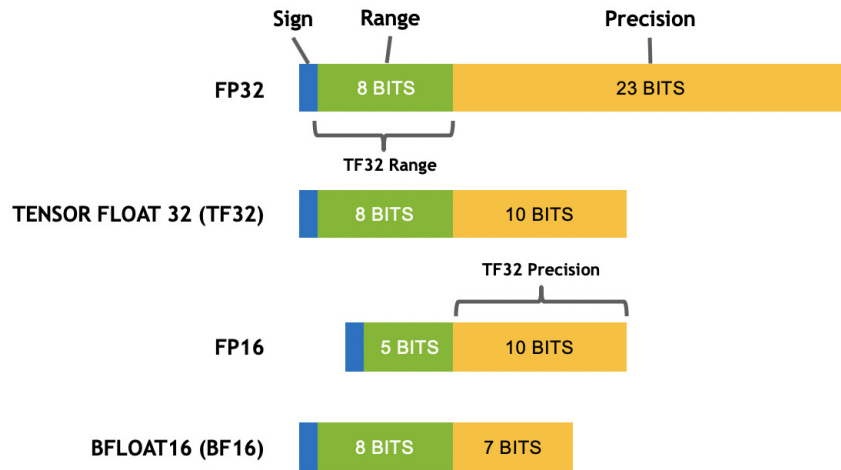 Sign Range Precision
FP32 8 BITS 23 BITS
TF32 Range
TENSOR FLOAT 32 (TF32) 8 BITS 10 BITS
TF32 Precision
FP16 5 BITS 10 BITS
BFLOAT16 (BF16) 8 BITS 7 BITS